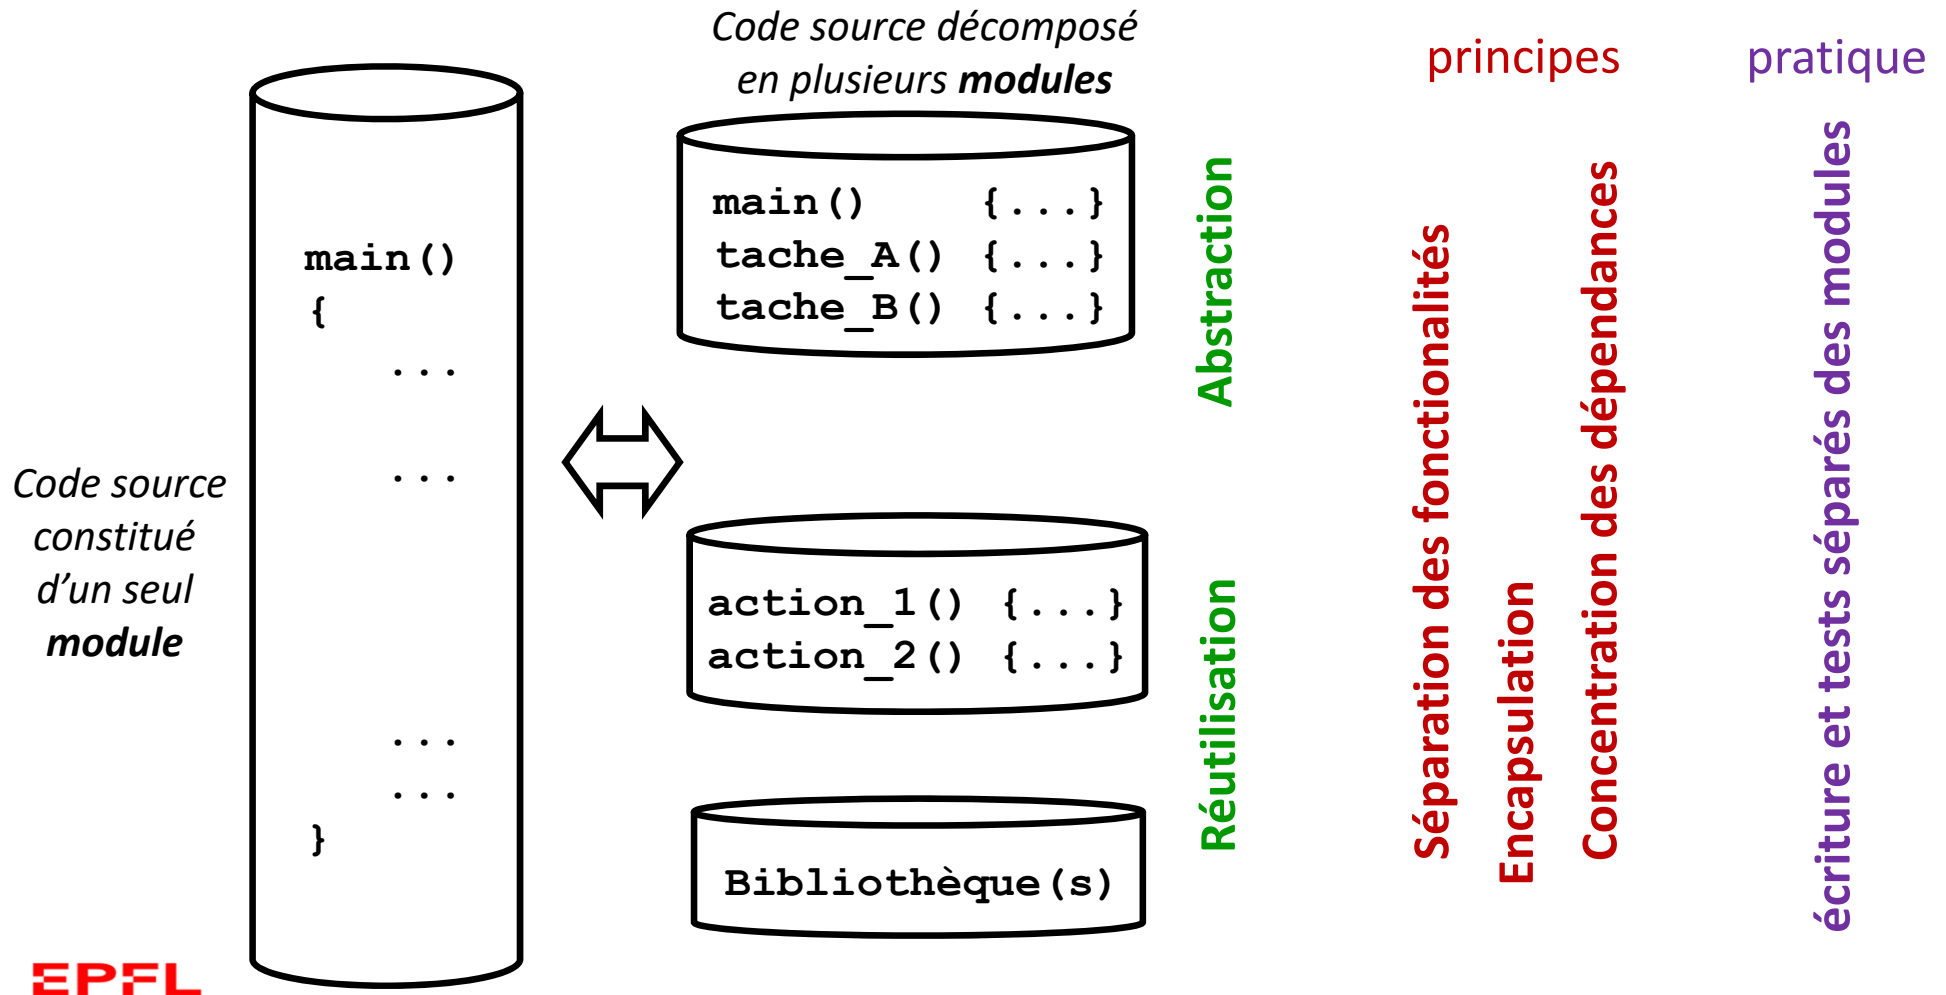 Code source décomposé
en plusieurs modules
principes
pratique
Code source
constitué
d’un seul
module
main()
{
...
...
...
...
}
main() {...}
tache_A() {...}
tache_B() {...}
action_1() {...}
action_2() {...}
Bibliothèque(s)
Abstraction
Réutilisation
Séparation des fonctionalités
Encapsulation
Concentration des dépendances
écriture et tests séparés des modules
EPFL